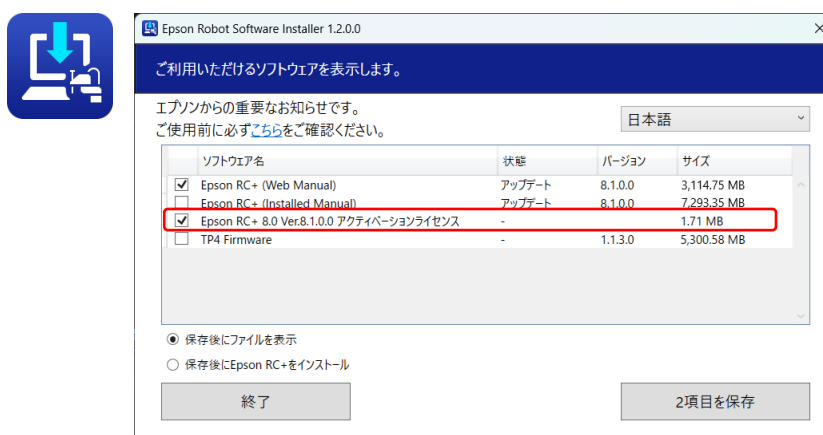 Epson Robot Software Installer 1.2.0.0
ご利用いただけるソフトウェアを表示します。
エプソンからの重要なお知らせです。
ご使用前に必ずこちらをご確認ください。
日本語
ソフトウェア名 状態 バージョン サイズ
Epson RC+ (Web Manual) アップデート 8.1.0.0 3,114.75 MB
Epson RC+ (Installed Manual) アップデート 8.1.0.0 7,293.35 MB
Epson RC+ 8.0 Ver.8.1.0.0 アクティベーションライセンス - 1.71 MB
TP4 Firmware - 1.1.3.0 5,300.58 MB
保存後にファイルを表示
保存後にEpson RC+をインストール
終了 2項目を保存